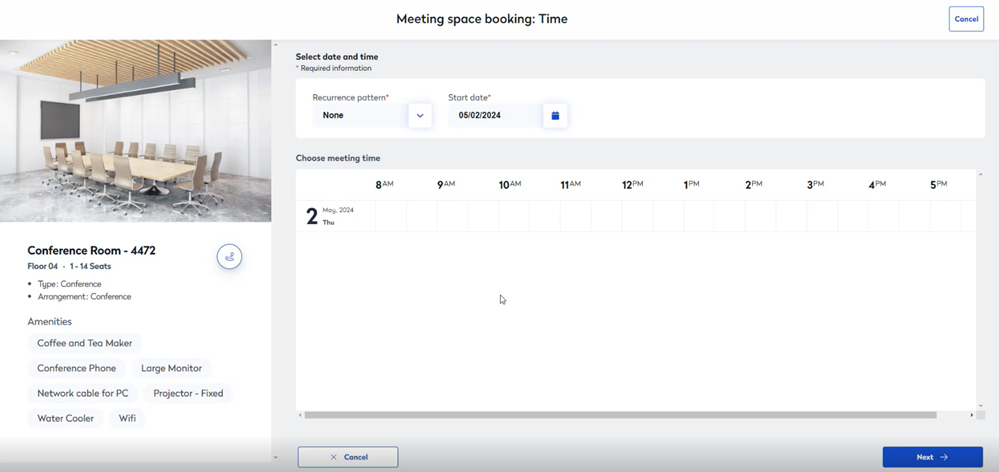 Meeting space booking: Time
Cancel
Select date and time
* Required information
Recurrence pattern*
None
Start date*
05/02/2024
Choose meeting time
8AM 9AM 10AM 11AM 12PM 1PM 2PM 3PM 4PM 5PM
2 May, 2024
Thu
Conference Room - 4472
Floor 04 · 1 - 14 Seats
• Type: Conference
• Arrangement: Conference
Amenities
Coffee and Tea Maker
Conference Phone Large Monitor
Network cable for PC Projector - Fixed
Water Cooler Wifi
Cancel
Next